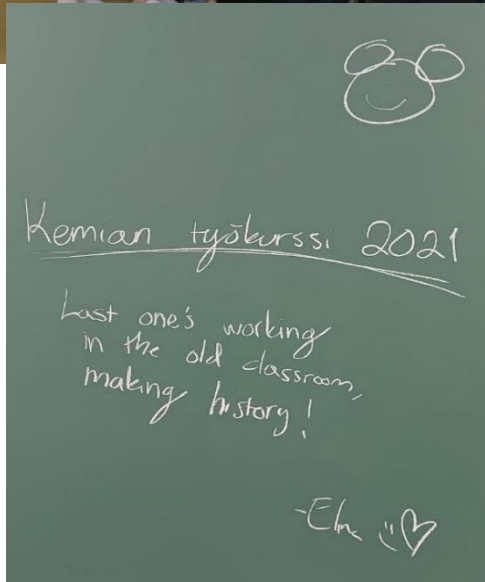 Kemian työkurssi 2021
Last one's working
in the old classroom,
making history!